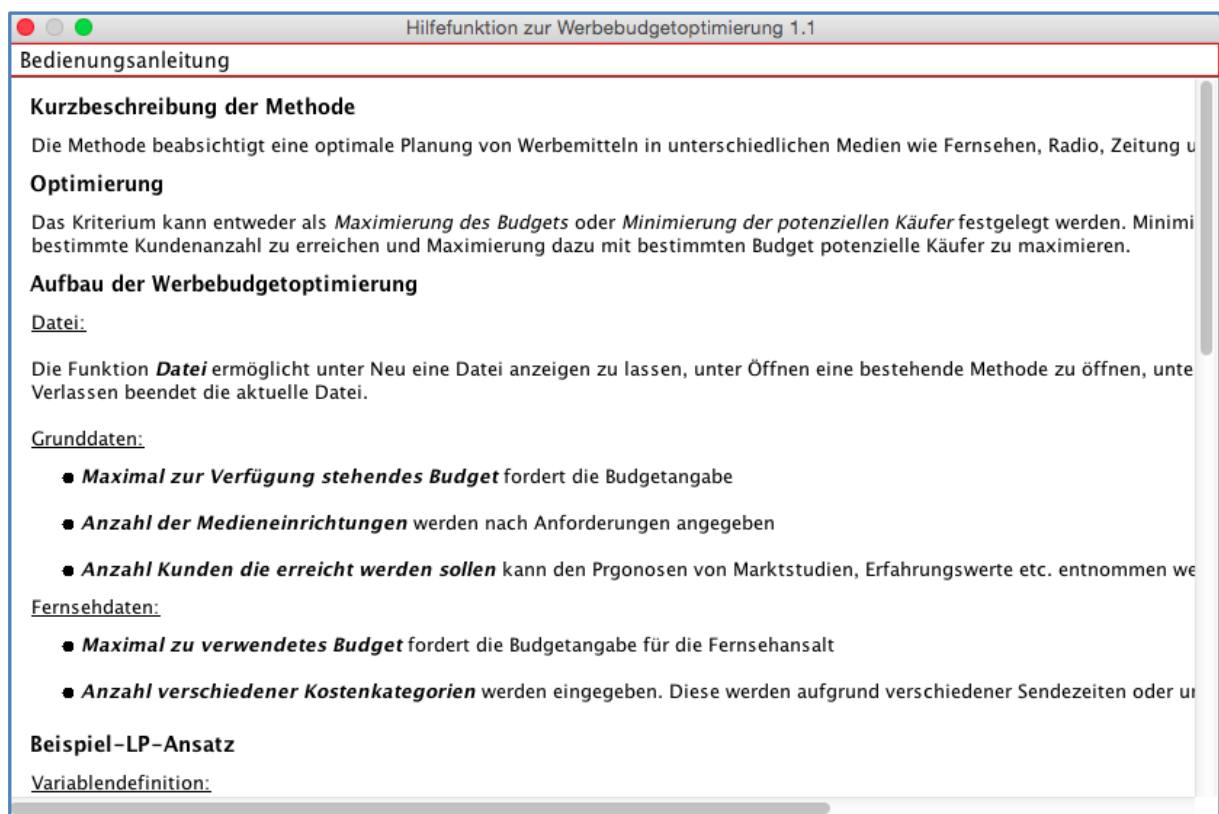 Hilfefunktion zur Werbebudgetoptimierung 1.1
Bedienungsanleitung
Kurzbeschreibung der Methode
Die Methode beabsichtigt eine optimale Planung von Werbemitteln in unterschiedlichen Medien wie Fernsehen, Radio, Zeitung u
Optimierung
Das Kriterium kann entweder als Maximierung des Budgets oder Minimierung der potenziellen Käufer festgelegt werden. Minimi
bestimmte Kundenanzahl zu erreichen und Maximierung dazu mit bestimmten Budget potenzielle Käufer zu maximieren.
Aufbau der Werbebudgetoptimierung
Datei:
Die Funktion Datei ermöglicht unter Neu eine Datei anzeigen zu lassen, unter Öffnen eine bestehende Methode zu öffnen, unte
Verlassen beendet die aktuelle Datei.
Grunddaten:
● Maximal zur Verfügung stehendes Budget fordert die Budgetangabe
● Anzahl der Medieneinrichtungen werden nach Anforderungen angegeben
● Anzahl Kunden die erreicht werden sollen kann den Prgonosen von Marktstudien, Erfahrungswerte etc. entnommen we
Fernsehdaten:
● Maximal zu verwendetes Budget fordert die Budgetangabe für die Fernsehansalt
● Anzahl verschiedener Kostenkategorien werden eingegeben. Diese werden aufgrund verschiedener Sendezeiten oder u
Beispiel-LP-Ansatz
Variablendefinition: